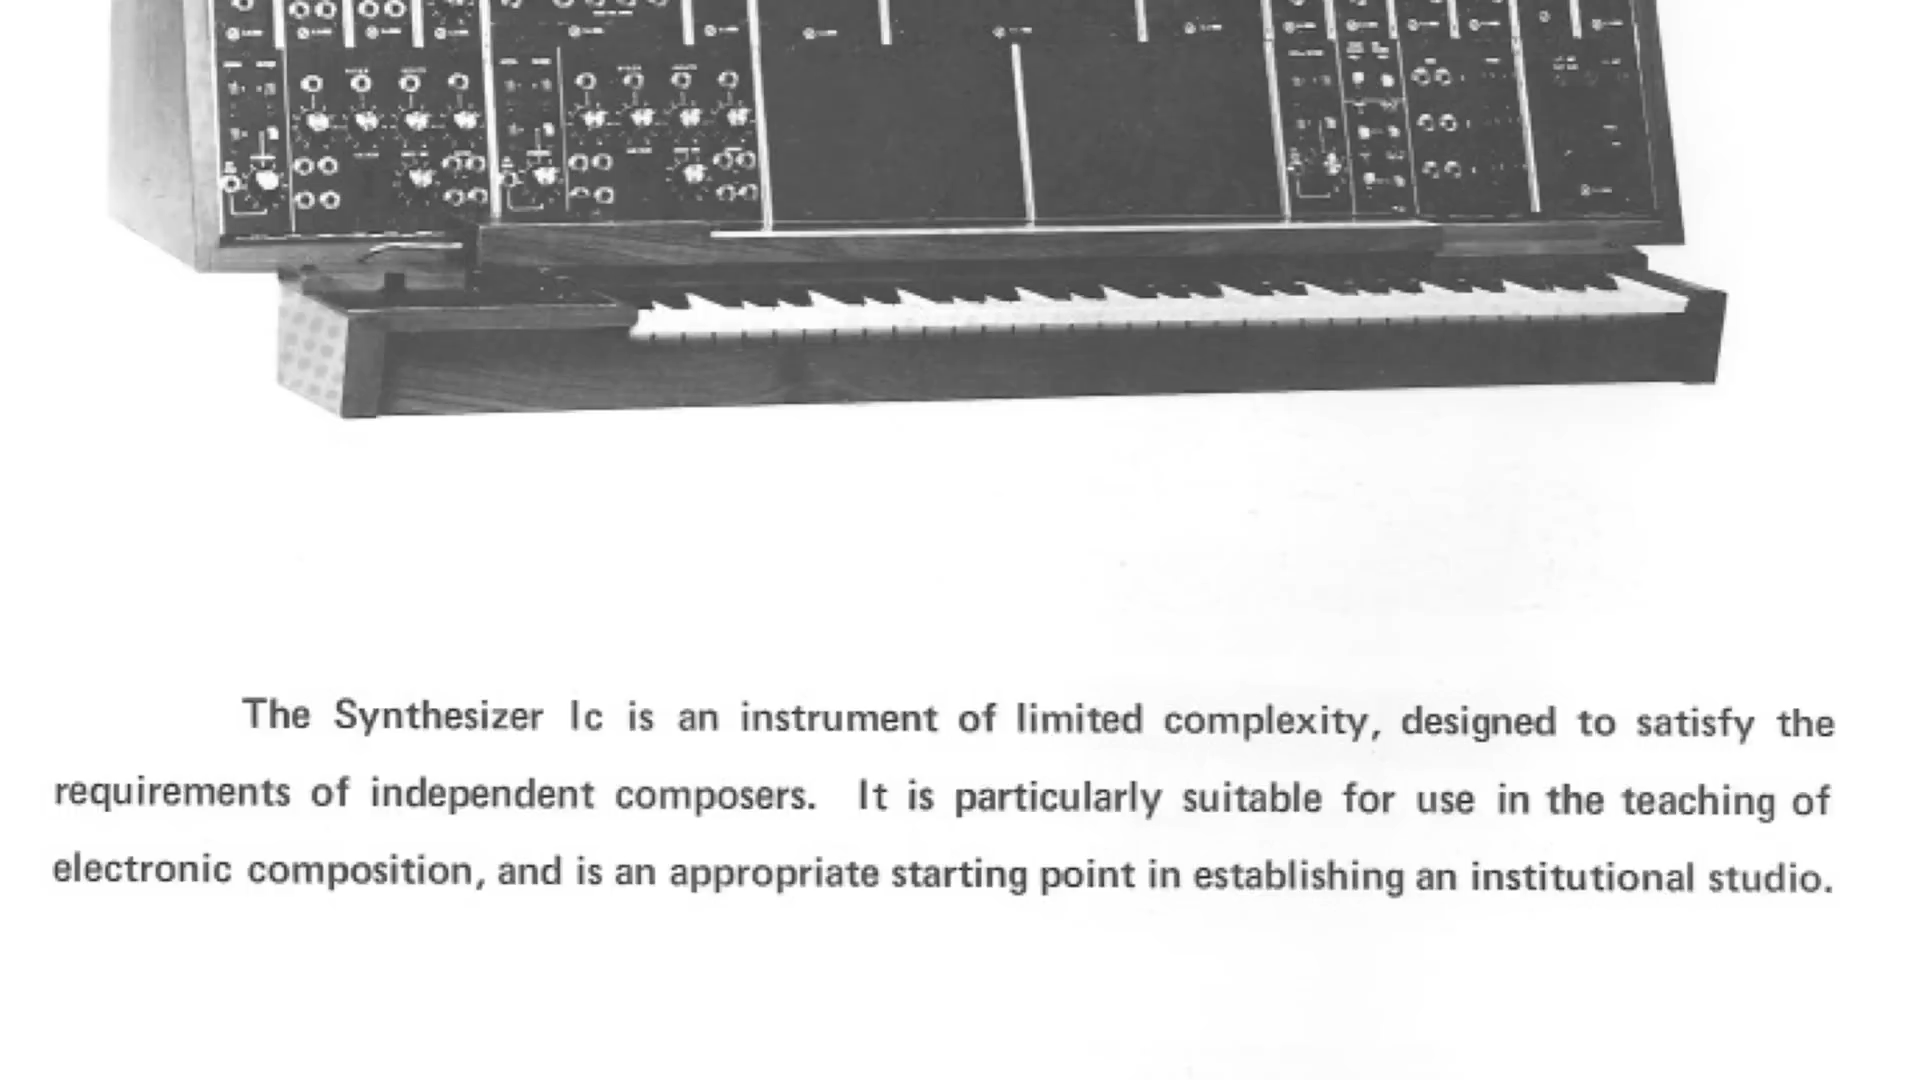 The Synthesizer Ic is an instrument of limited complexity, designed to satisfy the
requirements of independent composers. It is particularly suitable for use in the teaching of
electronic composition, and is an appropriate starting point in establishing an institutional studio.